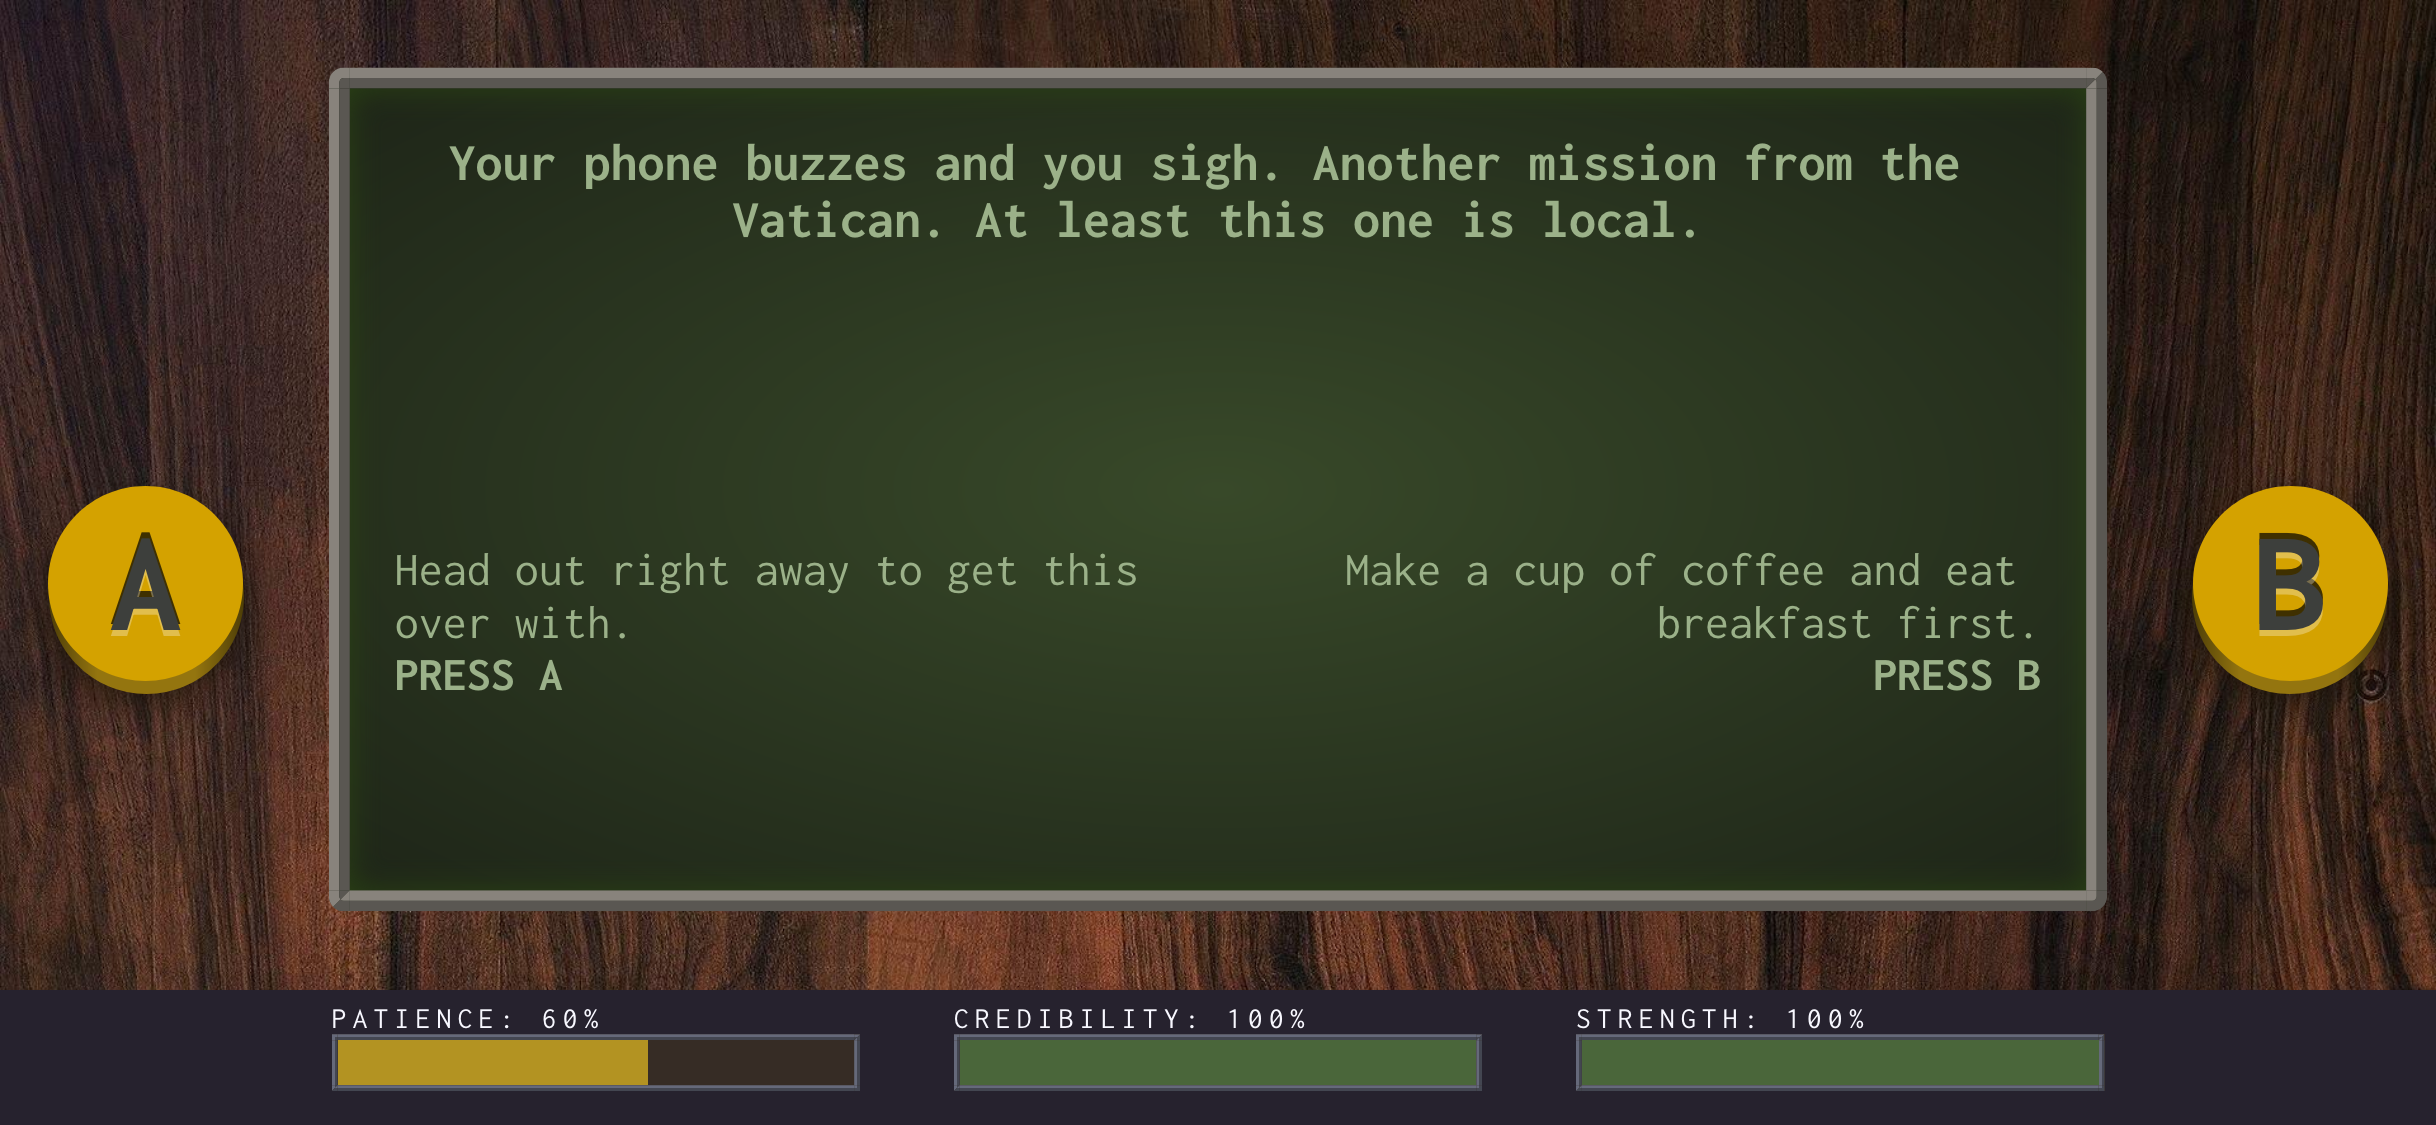 Your phone buzzes and you sigh. Another mission from the
Vatican. At least this one is local.
A
Head out right away to get this
over with.
PRESS A
Make a cup of coffee and eat
breakfast first.
PRESS B
B
PATIENCE: 60%
CREDIBILITY: 100%
STRENGTH: 100%